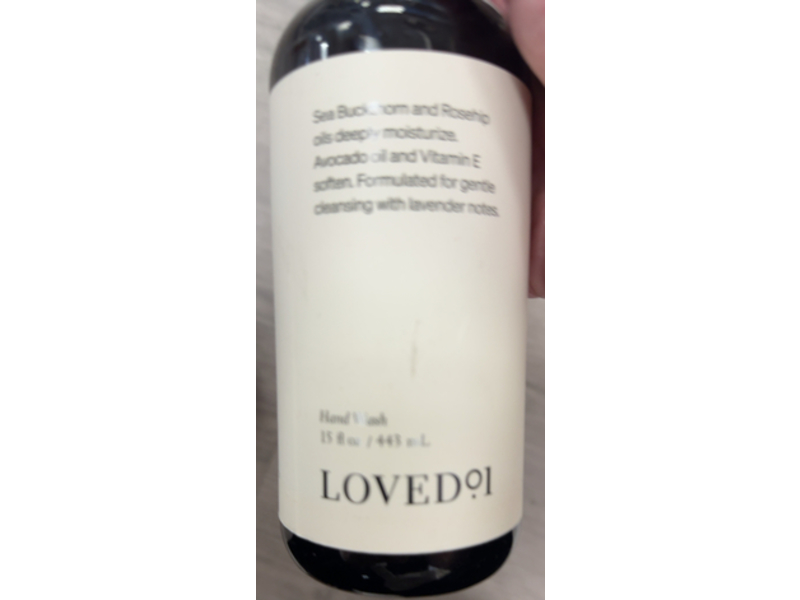 Sea Buckthorn and Rosehip
oils deeply moisturize.
Avocado oil and Vitamin E
soften. Formulated for gentle
cleansing with lavender notes.
Hand Wash
15 fl oz / 443 mL
LOVED01